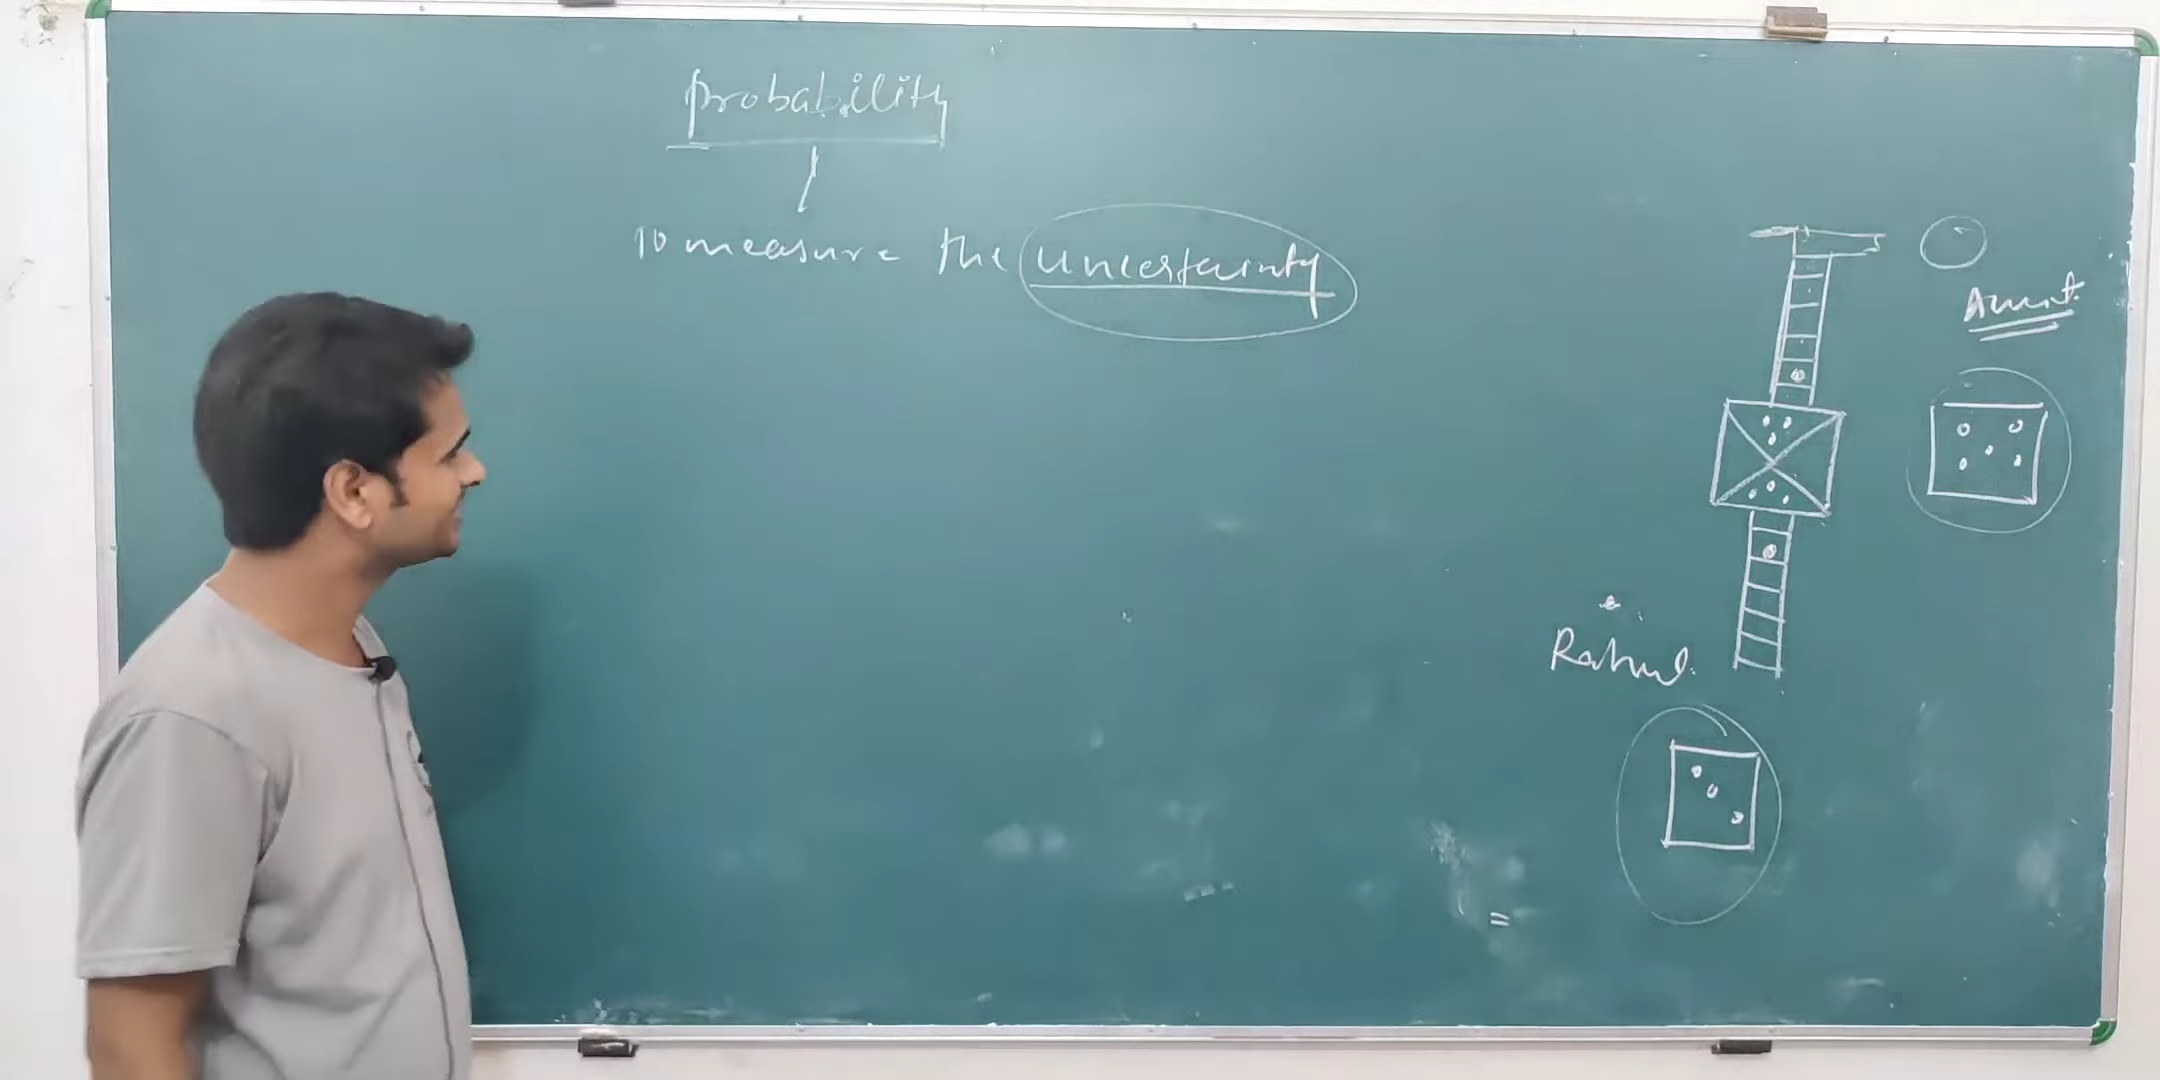 probability
To measure the uncertainty
Amit
Rahul
=